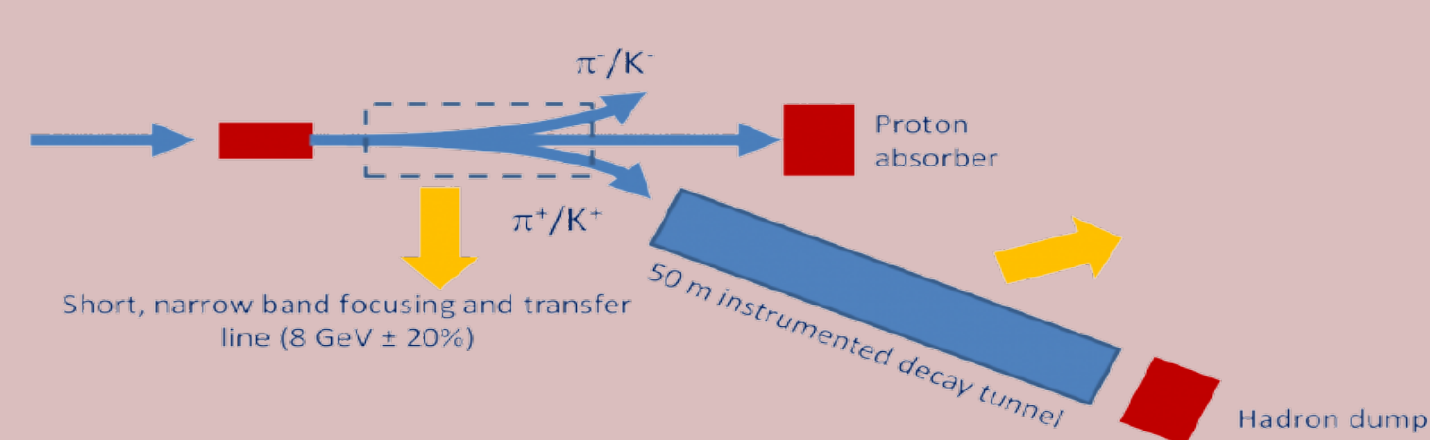 π⁻/K⁻
Proton
absorber
π⁺/K⁺
Short, narrow band focusing and transfer
line (8 GeV ± 20%)
50 m instrumented decay tunnel
Hadron dump